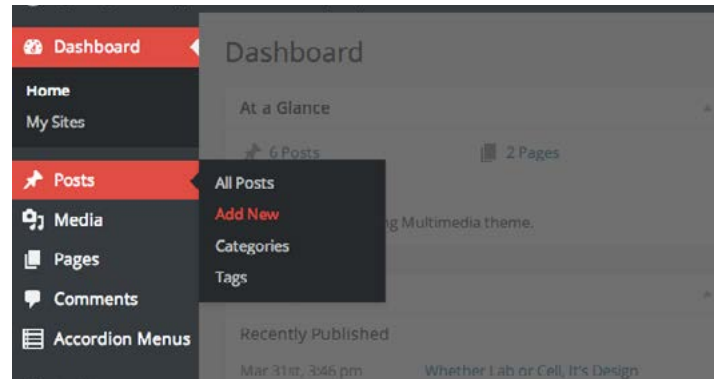 Dashboard
Home
My Sites
Posts
Media
Pages
Comments
Accordion Menus
All Posts
Add New
Categories
Tags
Dashboard
At a Glance
6 Posts 2 Pages
ng Multimedia theme.
Recently Published
Mar 31st, 3:46 pm Whether Lab or Cell, It's Design